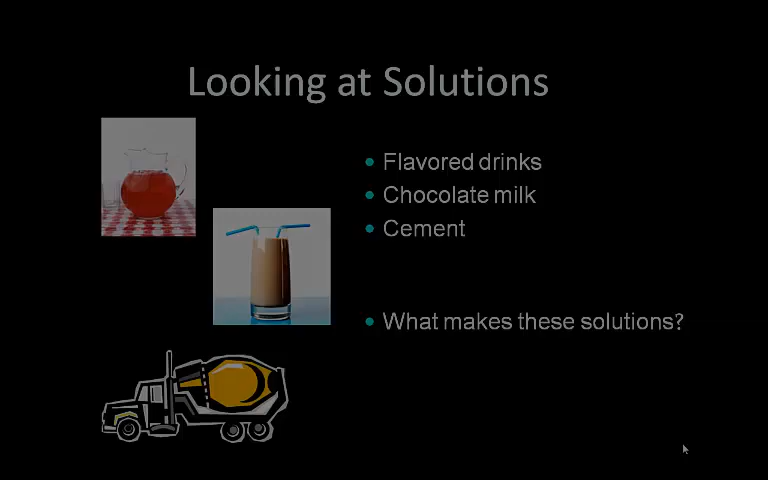 Looking at Solutions
Flavored drinks
Chocolate milk
Cement
What makes these solutions?